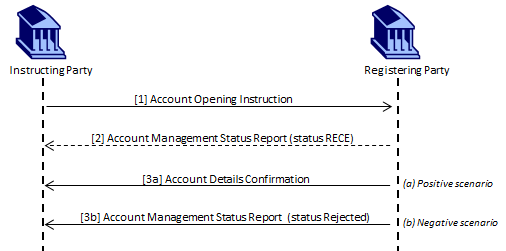 Instructing Party
Registering Party
[1] Account Opening Instruction
[2] Account Management Status Report (status RECE)
[3a] Account Details Confirmation
(a) Positive scenario
[3b] Account Management Status Report (status Rejected)
(b) Negative scenario